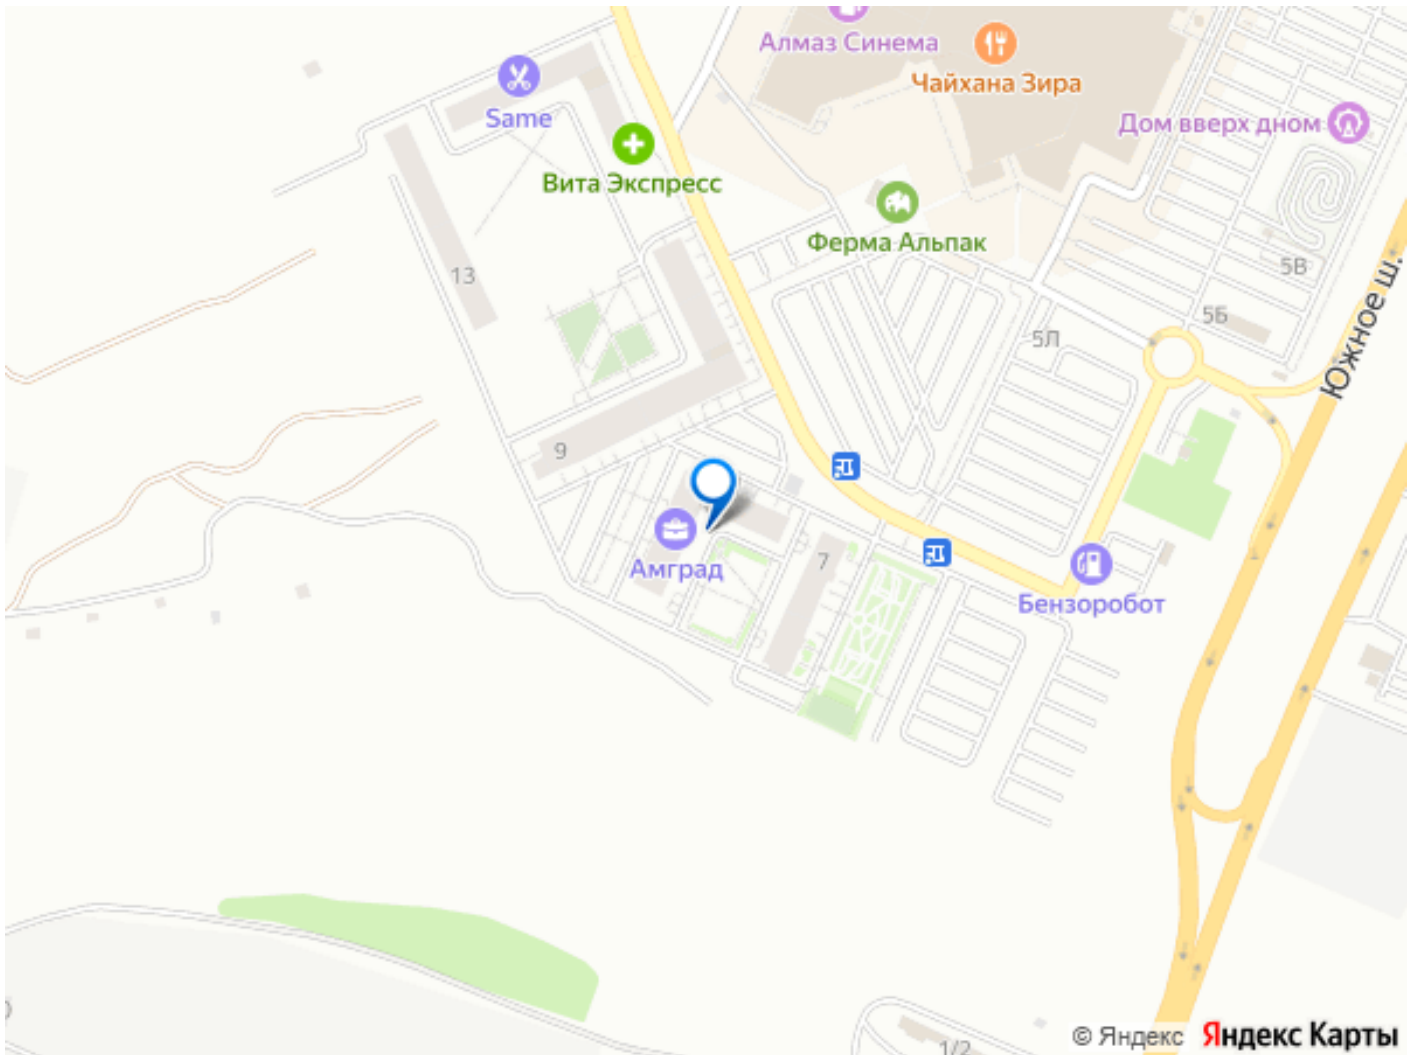 Алмаз Синема
Чайхана Зира
Same
Дом вверх дном
Вита Экспресс
Ферма Альпак
13
5В
5Б
5Л
Южное ш.
9
7
Амград
Бензоробот
1/2
© Яндекс Яндекс Карты